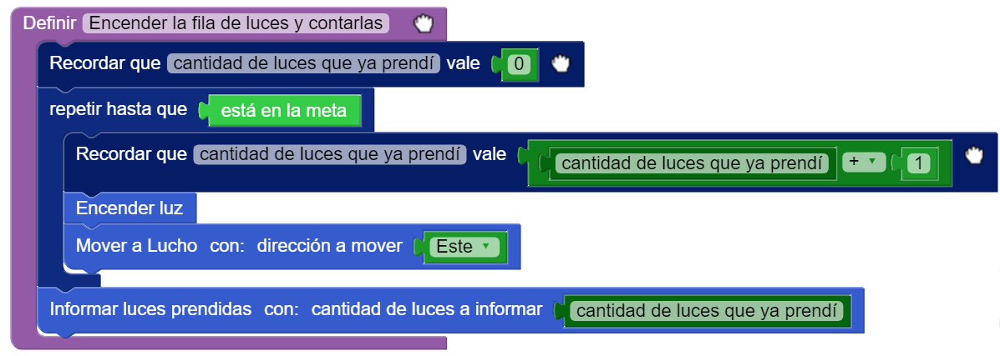 Definir Encender la fila de luces y contarlas
Recordar que cantidad de luces que ya prendí vale 0
repetir hasta que está en la meta
Recordar que cantidad de luces que ya prendí vale cantidad de luces que ya prendí + 1
Encender luz
Mover a Lucho con: dirección a mover Este
Informar luces prendidas con: cantidad de luces a informar cantidad de luces que ya prendí